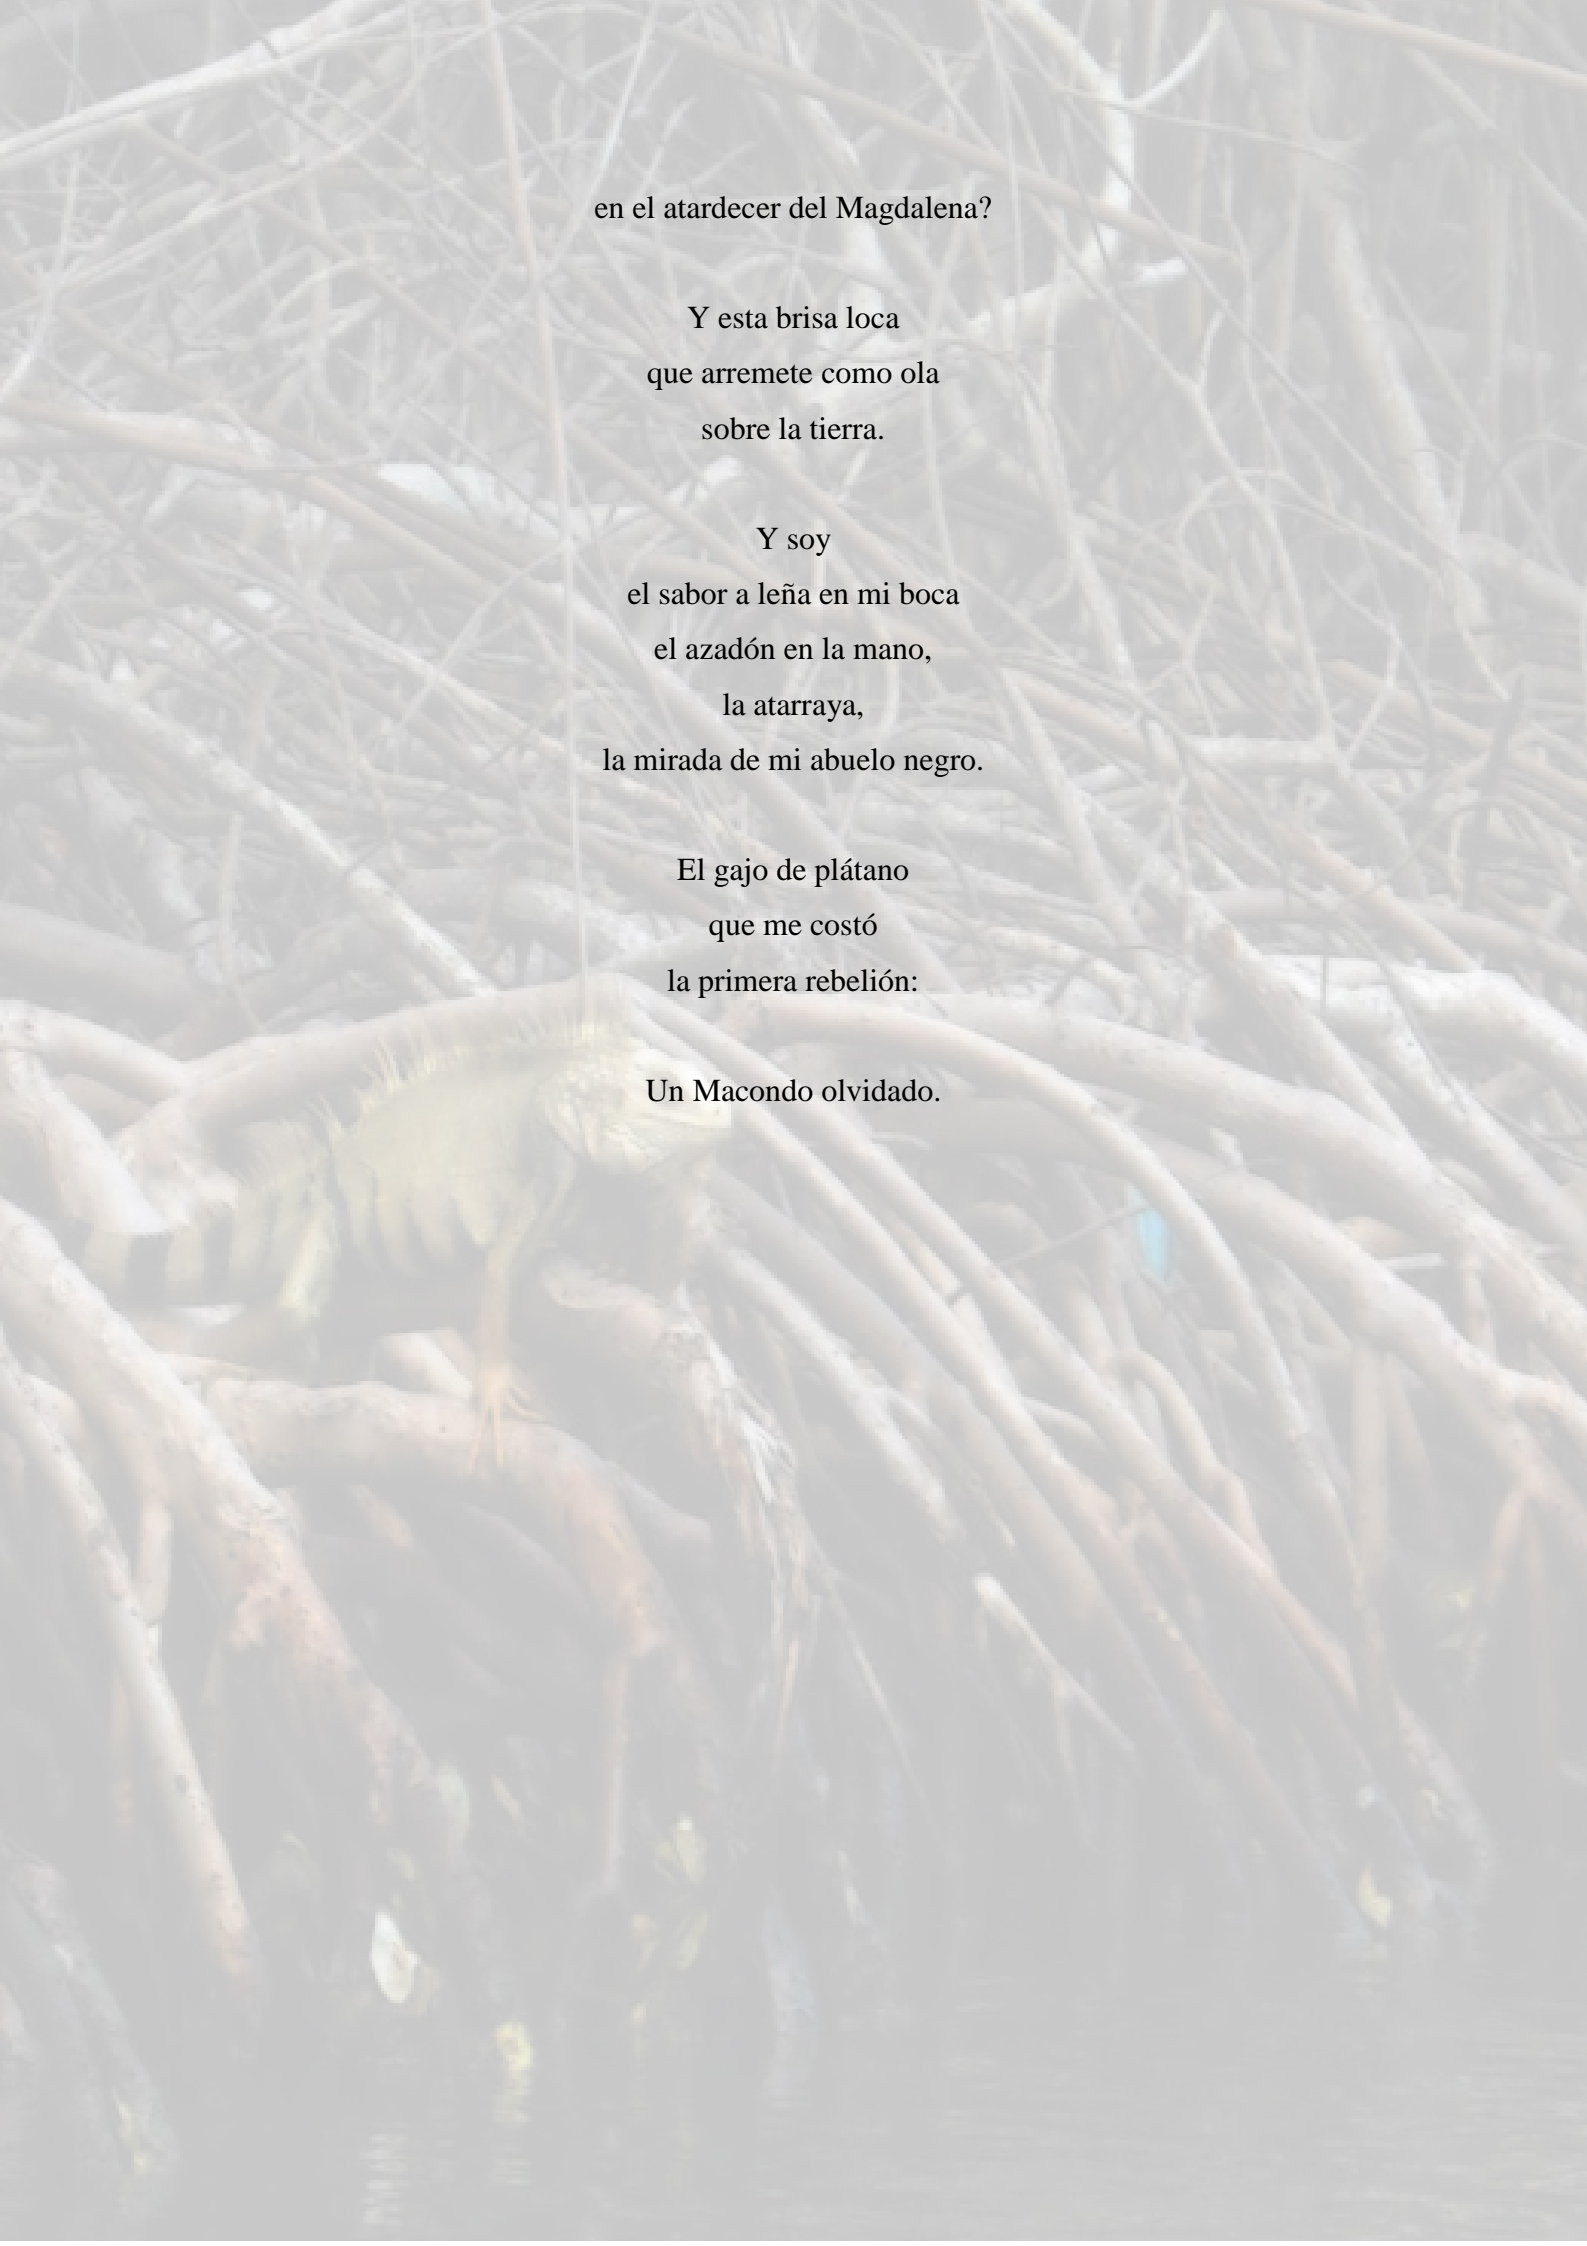 en el atardecer del Magdalena?
Y esta brisa loca
que arremete como ola
sobre la tierra.
Y soy
el sabor a leña en mi boca
el azadón en la mano,
la atarraya,
la mirada de mi abuelo negro.
El gajo de plátano
que me costó
la primera rebelión:
Un Macondo olvidado.